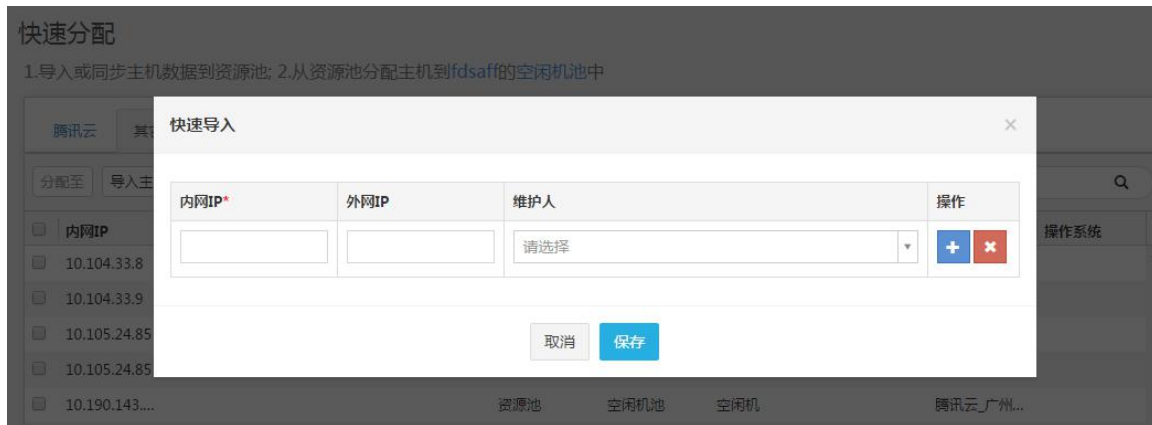 快速分配
1.导入或同步主机数据到资源池; 2.从资源池分配主机到fdsaff的空闲机池中
腾讯云
快速导入 ×
分配至 导入主
内网IP* 外网IP 维护人 操作
内网IP 操作系统
请选择
10.104.33.8
10.104.33.9
10.105.24.85
取消 保存
10.105.24.85
10.190.143.... 资源池 空闲机池 空闲机 腾讯云_广州...